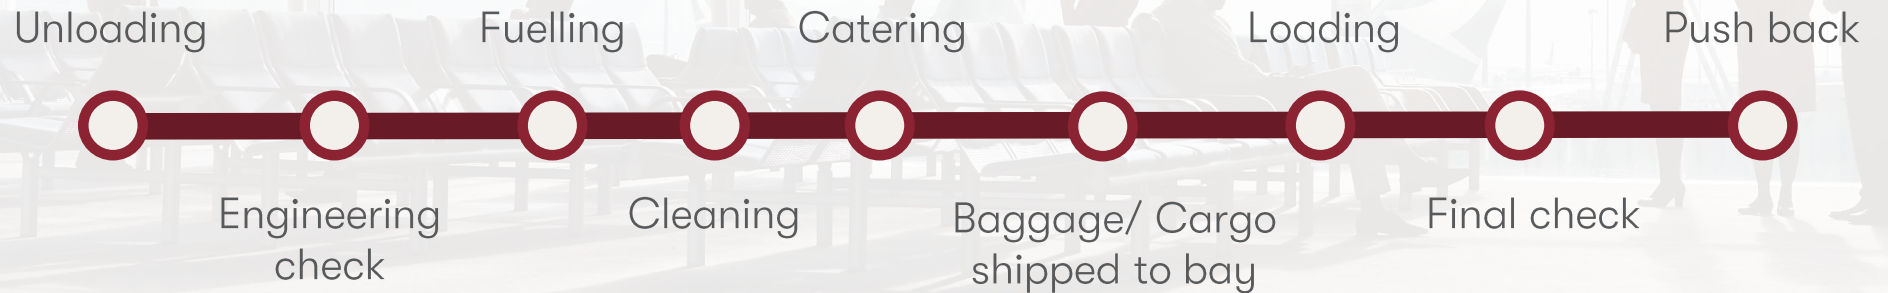 Unloading
Engineering
check
Fuelling
Cleaning
Catering
Baggage/ Cargo
shipped to bay
Loading
Final check
Push back